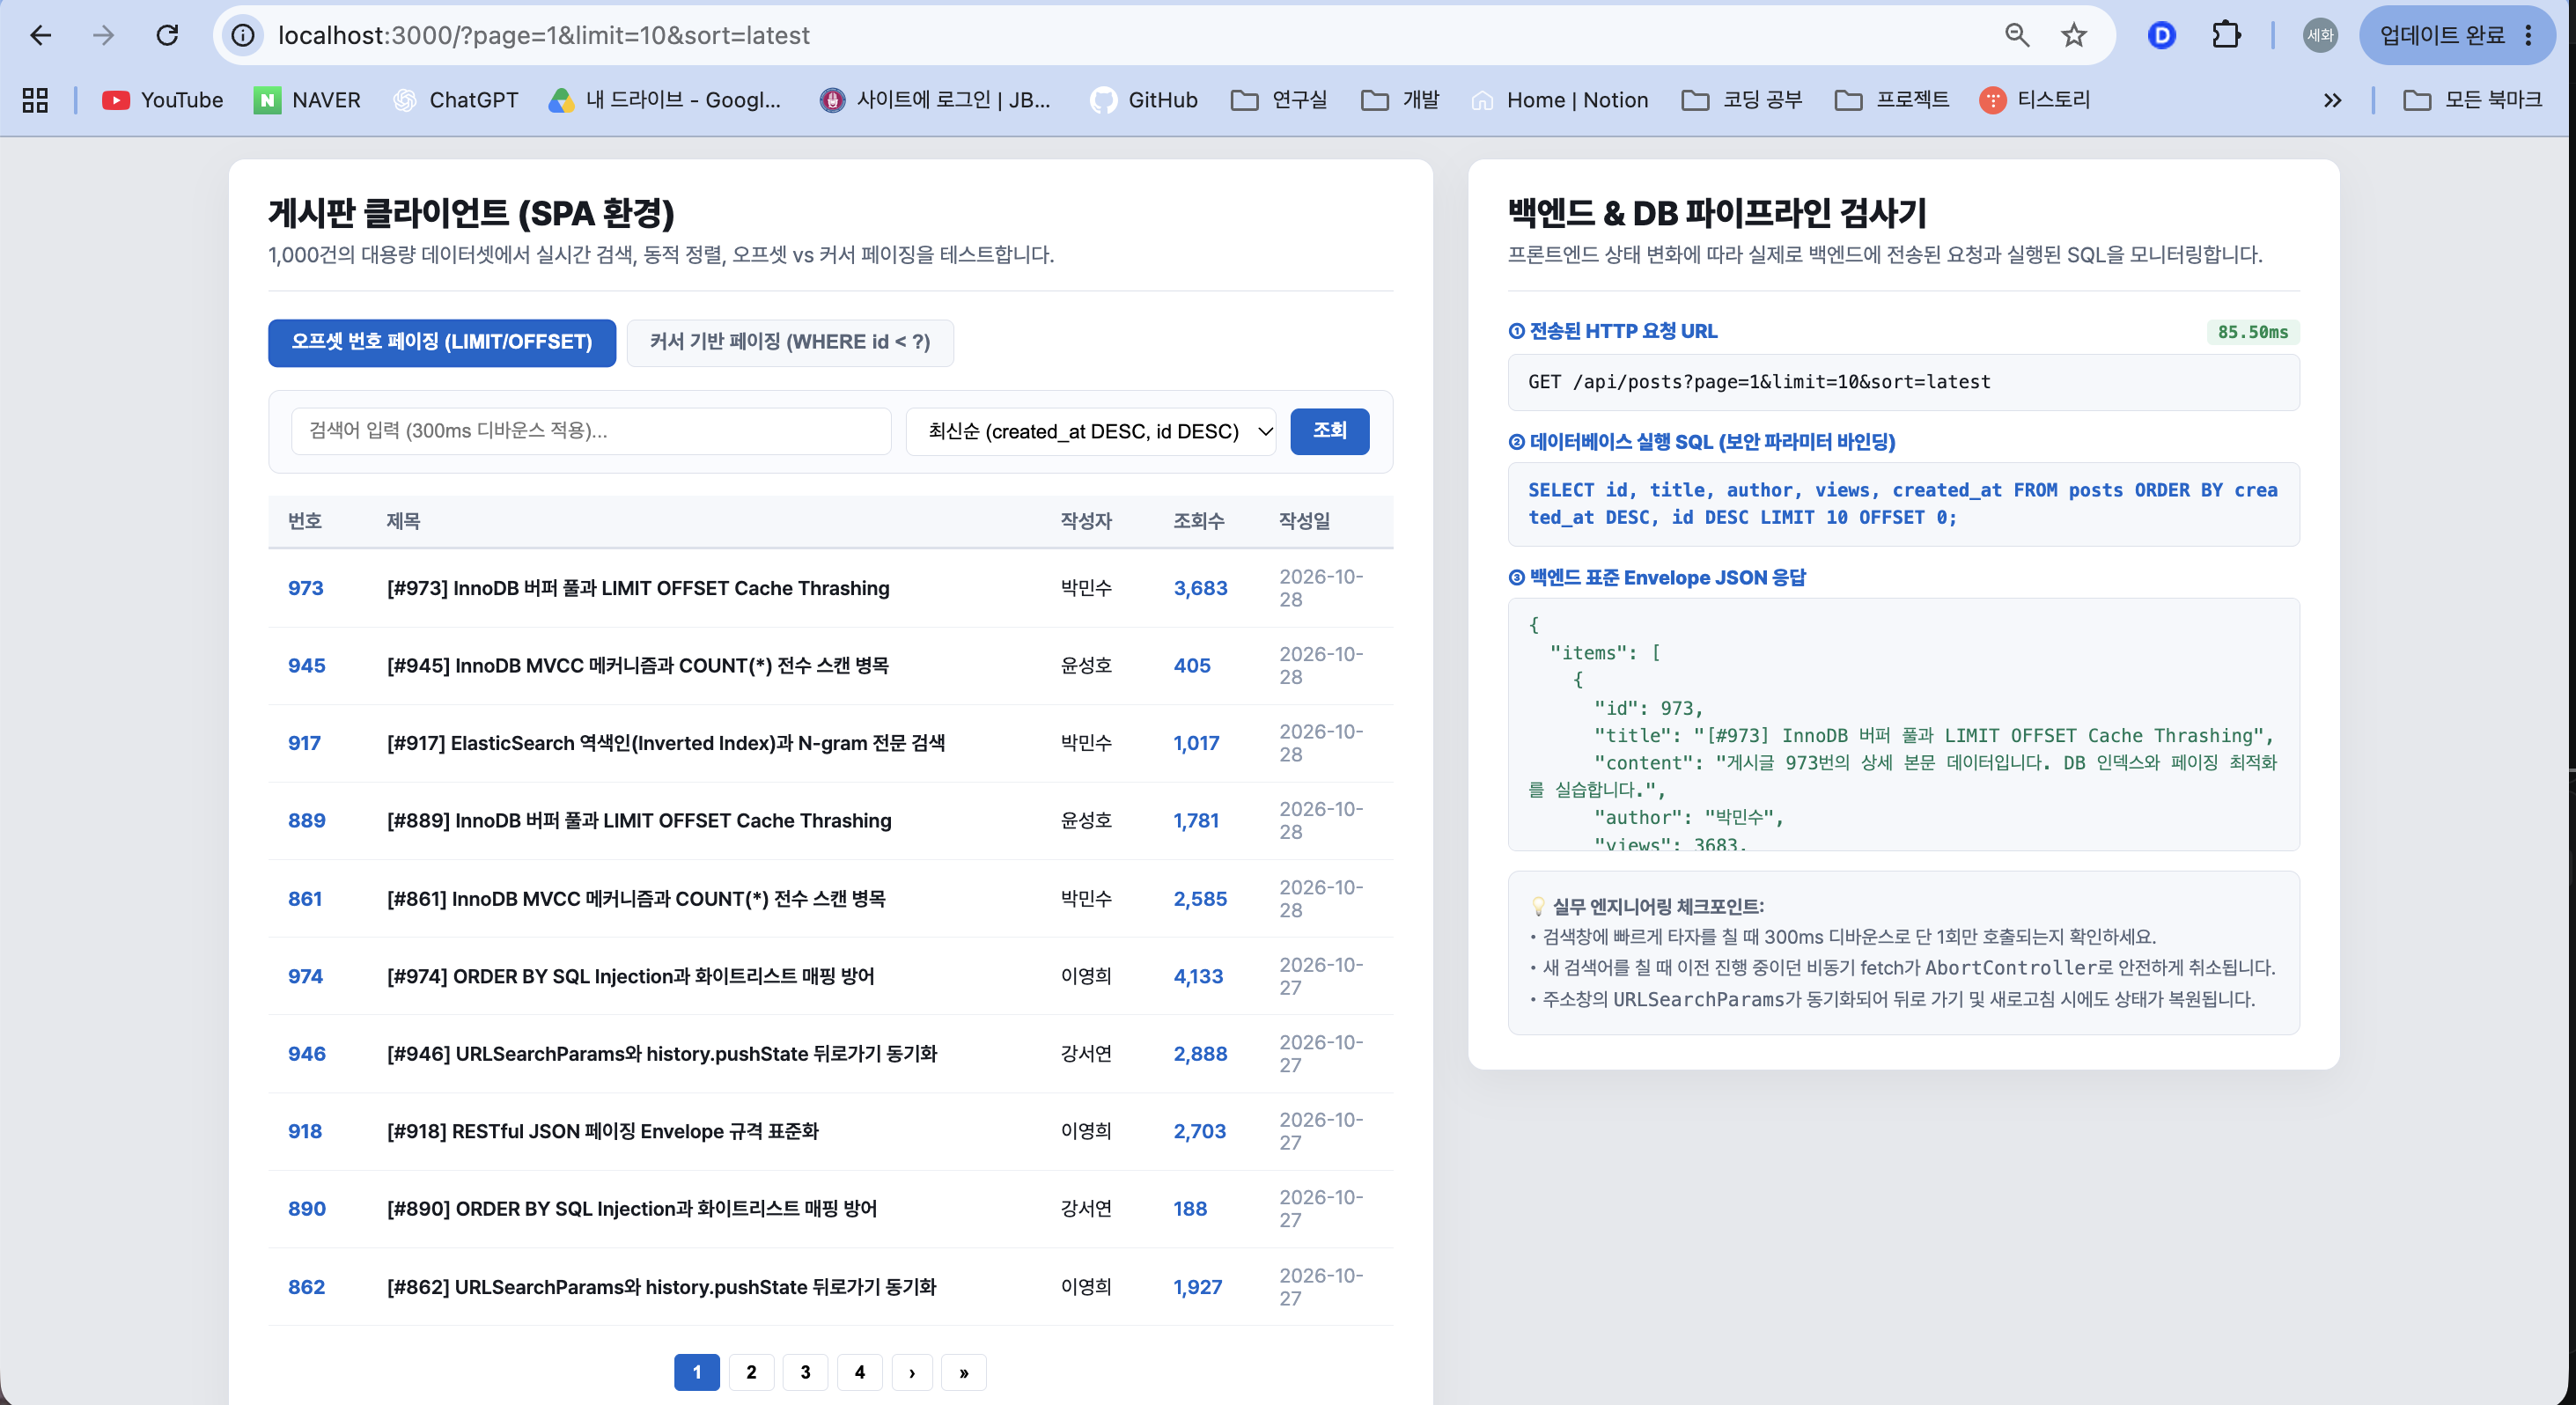 localhost:3000/?page=1&limit=10&sort=latest
세화
업데이트 완료
YouTube
NAVER
ChatGPT
내 드라이브 - Googl...
사이트에 로그인 | JB...
GitHub
연구실
개발
Home | Notion
코딩 공부
프로젝트
티스토리
모든 북마크
게시판 클라이언트 (SPA 환경)
1,000건의 대용량 데이터셋에서 실시간 검색, 동적 정렬, 오프셋 vs 커서 페이징을 테스트합니다.
오프셋 번호 페이징 (LIMIT/OFFSET)
커서 기반 페이징 (WHERE id < ?)
검색어 입력 (300ms 디바운스 적용)...
최신순 (created_at DESC, id DESC)
조회
번호 제목 작성자 조회수 작성일
973 [#973] InnoDB 버퍼 풀과 LIMIT OFFSET Cache Thrashing 박민수 3,683 2026-10-
28
945 [#945] InnoDB MVCC 메커니즘과 COUNT(*) 전수 스캔 병목 윤성호 405 2026-10-
28
917 [#917] ElasticSearch 역색인(Inverted Index)과 N-gram 전문 검색 박민수 1,017 2026-10-
28
889 [#889] InnoDB 버퍼 풀과 LIMIT OFFSET Cache Thrashing 윤성호 1,781 2026-10-
28
861 [#861] InnoDB MVCC 메커니즘과 COUNT(*) 전수 스캔 병목 박민수 2,585 2026-10-
28
974 [#974] ORDER BY SQL Injection과 화이트리스트 매핑 방어 이영희 4,133 2026-10-
27
946 [#946] URLSearchParams와 history.pushState 뒤로가기 동기화 강서연 2,888 2026-10-
27
918 [#918] RESTful JSON 페이징 Envelope 규격 표준화 이영희 2,703 2026-10-
27
890 [#890] ORDER BY SQL Injection과 화이트리스트 매핑 방어 강서연 188 2026-10-
27
862 [#862] URLSearchParams와 history.pushState 뒤로가기 동기화 이영희 1,927 2026-10-
27
1 2 3 4 › »
백엔드 & DB 파이프라인 검사기
프론트엔드 상태 변화에 따라 실제로 백엔드에 전송된 요청과 실행된 SQL을 모니터링합니다.
① 전송된 HTTP 요청 URL
85.50ms
GET /api/posts?page=1&limit=10&sort=latest
② 데이터베이스 실행 SQL (보안 파라미터 바인딩)
SELECT id, title, author, views, created_at FROM posts ORDER BY crea
ted_at DESC, id DESC LIMIT 10 OFFSET 0;
③ 백엔드 표준 Envelope JSON 응답
{
"items": [
{
"id": 973,
"title": "[#973] InnoDB 버퍼 풀과 LIMIT OFFSET Cache Thrashing",
"content": "게시글 973번의 상세 본문 데이터입니다. DB 인덱스와 페이징 최적화
를 실습합니다.",
"author": "박민수",
"views": 3683,
💡 실무 엔지니어링 체크포인트:
• 검색창에 빠르게 타자를 칠 때 300ms 디바운스로 단 1회만 호출되는지 확인하세요.
• 새 검색어를 칠 때 이전 진행 중이던 비동기 fetch가 AbortController로 안전하게 취소됩니다.
• 주소창의 URLSearchParams가 동기화되어 뒤로 가기 및 새로고침 시에도 상태가 복원됩니다.